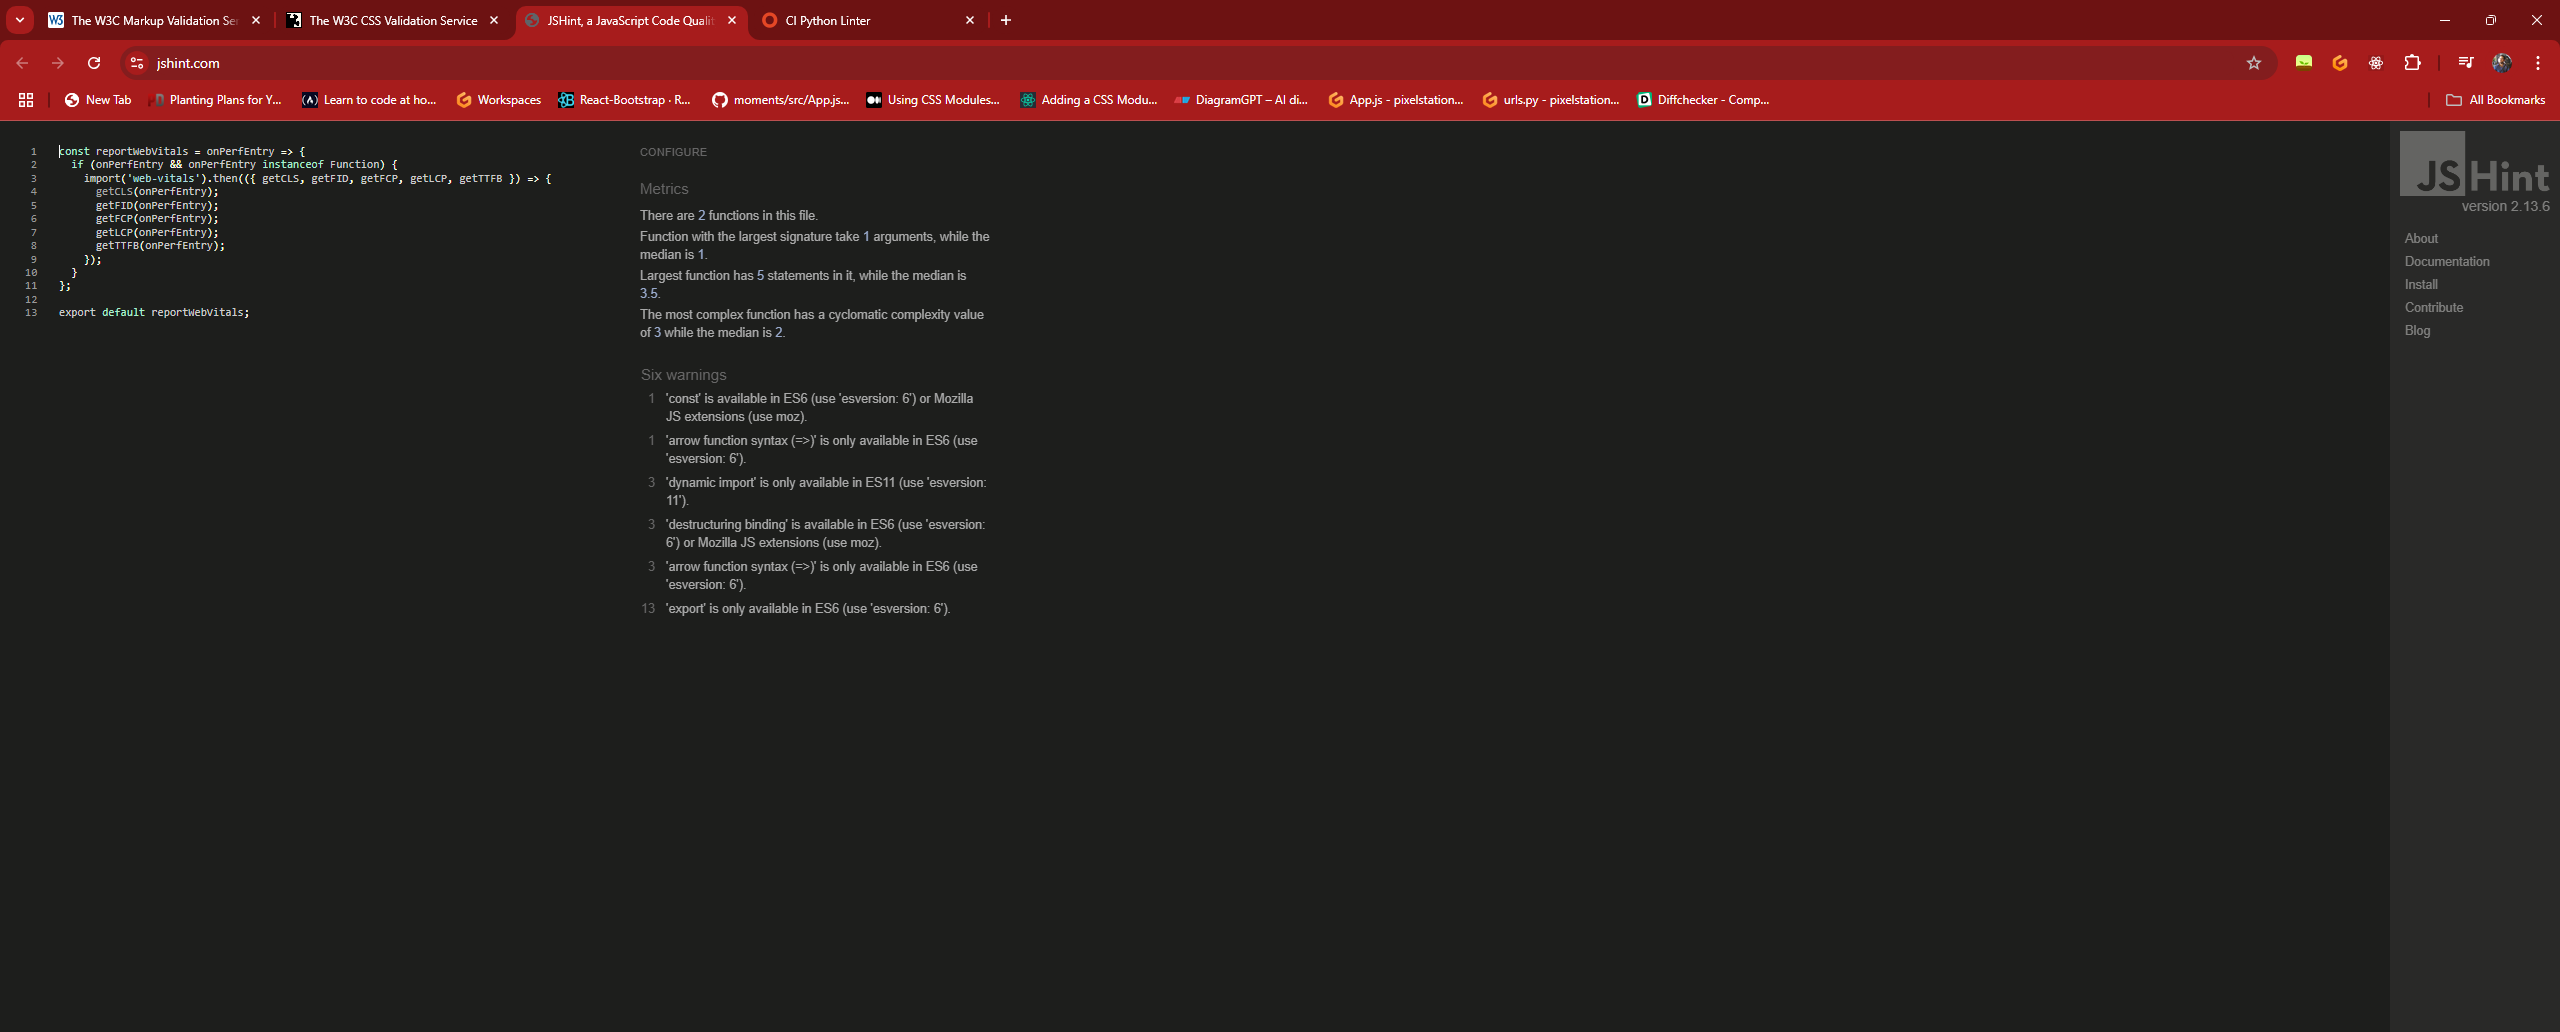 The W3C Markup Validation Se
The W3C CSS Validation Service
JSHint, a JavaScript Code Qualit
CI Python Linter
jshint.com
New Tab
Planting Plans for Y...
Learn to code at ho...
Workspaces
React-Bootstrap · R...
moments/src/App.js...
Using CSS Modules...
Adding a CSS Modu...
DiagramGPT – AI di...
App.js - pixelstation...
urls.py - pixelstation...
Diffchecker - Comp...
All Bookmarks
1 const reportWebVitals = onPerfEntry => {
2 if (onPerfEntry && onPerfEntry instanceof Function) {
3 import('web-vitals').then(({ getCLS, getFID, getFCP, getLCP, getTTFB }) => {
4 getCLS(onPerfEntry);
5 getFID(onPerfEntry);
6 getFCP(onPerfEntry);
7 getLCP(onPerfEntry);
8 getTTFB(onPerfEntry);
9 });
10 }
11 };
12
13 export default reportWebVitals;
CONFIGURE
Metrics
There are 2 functions in this file.
Function with the largest signature take 1 arguments, while the
median is 1.
Largest function has 5 statements in it, while the median is
3.5.
The most complex function has a cyclomatic complexity value
of 3 while the median is 2.
Six warnings
1 'const' is available in ES6 (use 'esversion: 6') or Mozilla
JS extensions (use moz).
1 'arrow function syntax (=>)' is only available in ES6 (use
'esversion: 6').
3 'dynamic import' is only available in ES11 (use 'esversion:
11').
3 'destructuring binding' is available in ES6 (use 'esversion:
6') or Mozilla JS extensions (use moz).
3 'arrow function syntax (=>)' is only available in ES6 (use
'esversion: 6').
13 'export' is only available in ES6 (use 'esversion: 6').
JSHint
version 2.13.6
About
Documentation
Install
Contribute
Blog